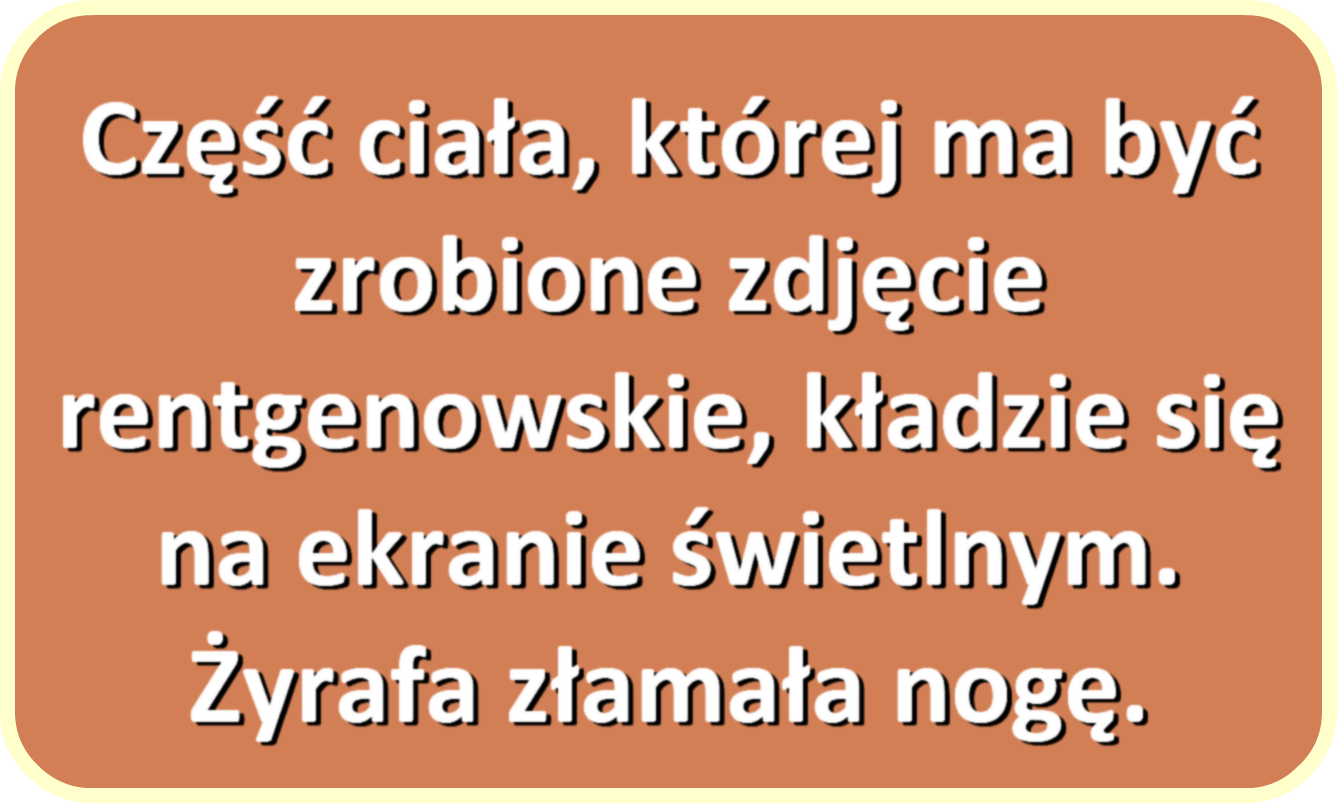 Część ciała, której ma być
zrobione zdjęcie
rentgenowskie, kładzie się
na ekranie świetlnym.
Żyrafa złamała nogę.